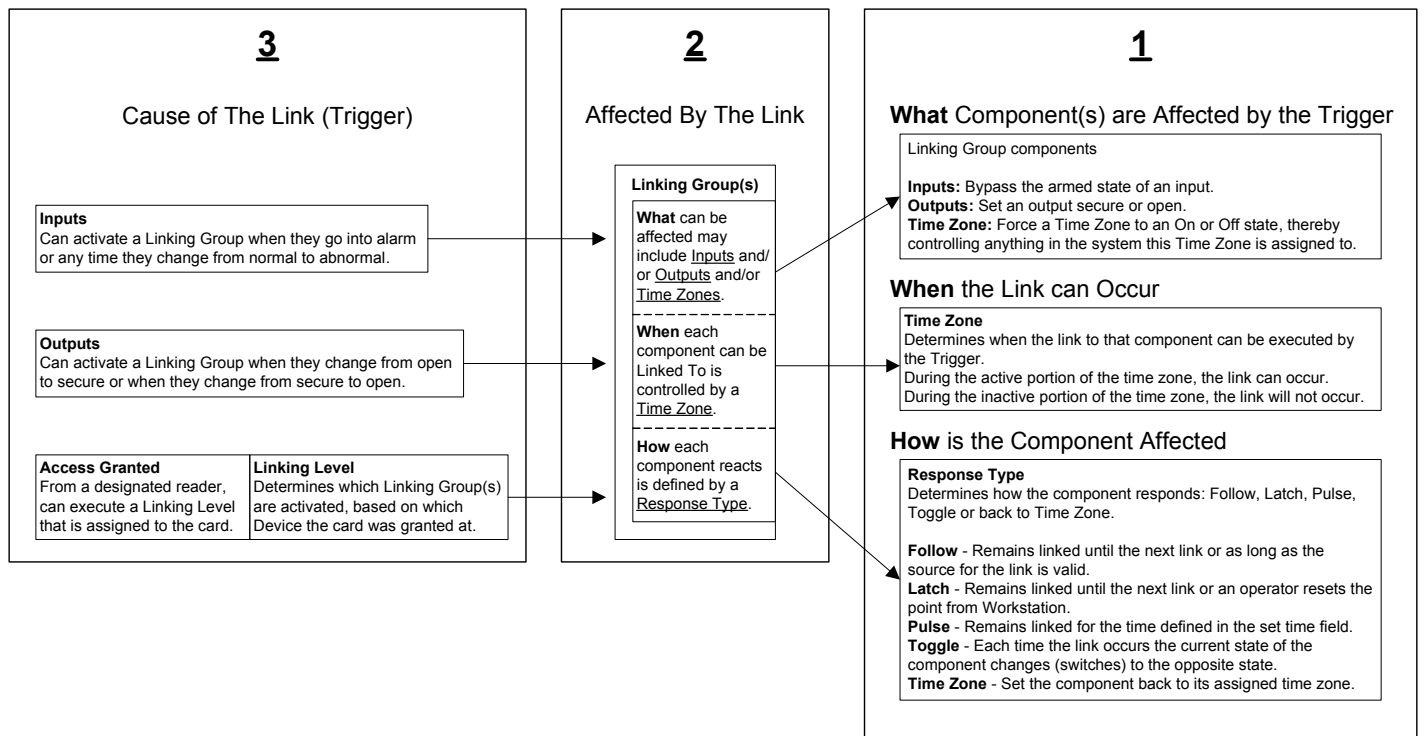 3
Cause of The Link (Trigger)
Inputs
Can activate a Linking Group when they go into alarm
or any time they change from normal to abnormal.
Outputs
Can activate a Linking Group when they change from open
to secure or when they change from secure to open.
Access Granted
From a designated reader,
can execute a Linking Level
that is assigned to the card.
Linking Level
Determines which Linking Group(s)
are activated, based on which
Device the card was granted at.
2
Affected By The Link
Linking Group(s)
What can be
affected may
include Inputs and/
or Outputs and/or
Time Zones.
When each
component can be
Linked To is
controlled by a
Time Zone.
How each
component reacts
is defined by a
Response Type.
1
What Component(s) are Affected by the Trigger
Linking Group components
Inputs: Bypass the armed state of an input.
Outputs: Set an output secure or open.
Time Zone: Force a Time Zone to an On or Off state, thereby
controlling anything in the system this Time Zone is assigned to.
When the Link can Occur
Time Zone
Determines when the link to that component can be executed by
the Trigger.
During the active portion of the time zone, the link can occur.
During the inactive portion of the time zone, the link will not occur.
How is the Component Affected
Response Type
Determines how the component responds: Follow, Latch, Pulse,
Toggle or back to Time Zone.
Follow - Remains linked until the next link or as long as the
source for the link is valid.
Latch - Remains linked until the next link or an operator resets the
point from Workstation.
Pulse - Remains linked for the time defined in the set time field.
Toggle - Each time the link occurs the current state of the
component changes (switches) to the opposite state.
Time Zone - Set the component back to its assigned time zone.